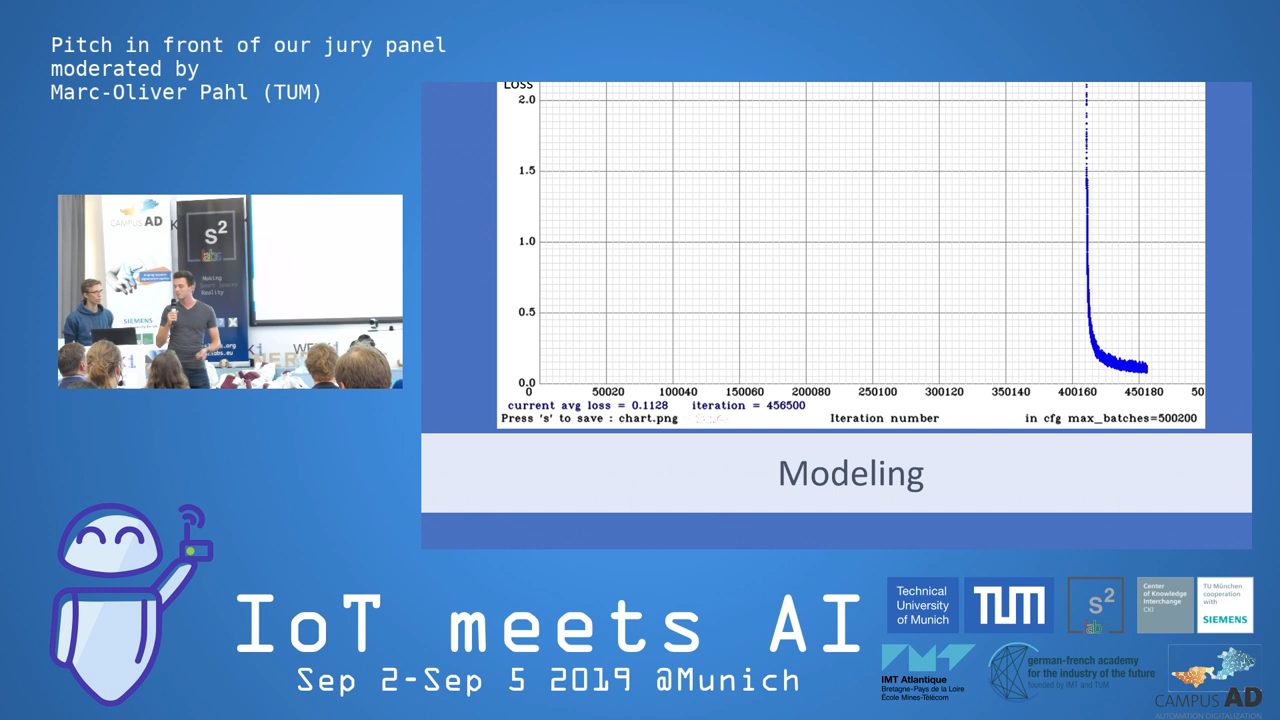 Pitch in front of our jury panel
moderated by
Marc-Oliver Pahl (TUM)
Loss
2.0
1.5
1.0
0.5
0.0
0 50020 100040 150060 200080 250100 300120 350140 400160 450180 50
current avg loss = 0.1128 iteration = 456500
Press 's' to save : chart.png Iteration number in cfg max_batches=500200
Modeling
CAMPUS AD
S2
labs
Making
Smart Spaces
Reality
SIEMENS
IoT meets AI
Sep 2-Sep 5 2019 @Munich
Technical
University
of Munich
TUM
S2
lab
Center
of Knowledge
Interchange
CKI
TU München
cooperation
with
SIEMENS
IMT Atlantique
Bretagne-Pays de la Loire
École Mines-Télécom
german-french academy
for the industry of the future
founded by IMT and TUM
CAMPUS AD
AUTOMATION DIGITALIZATION